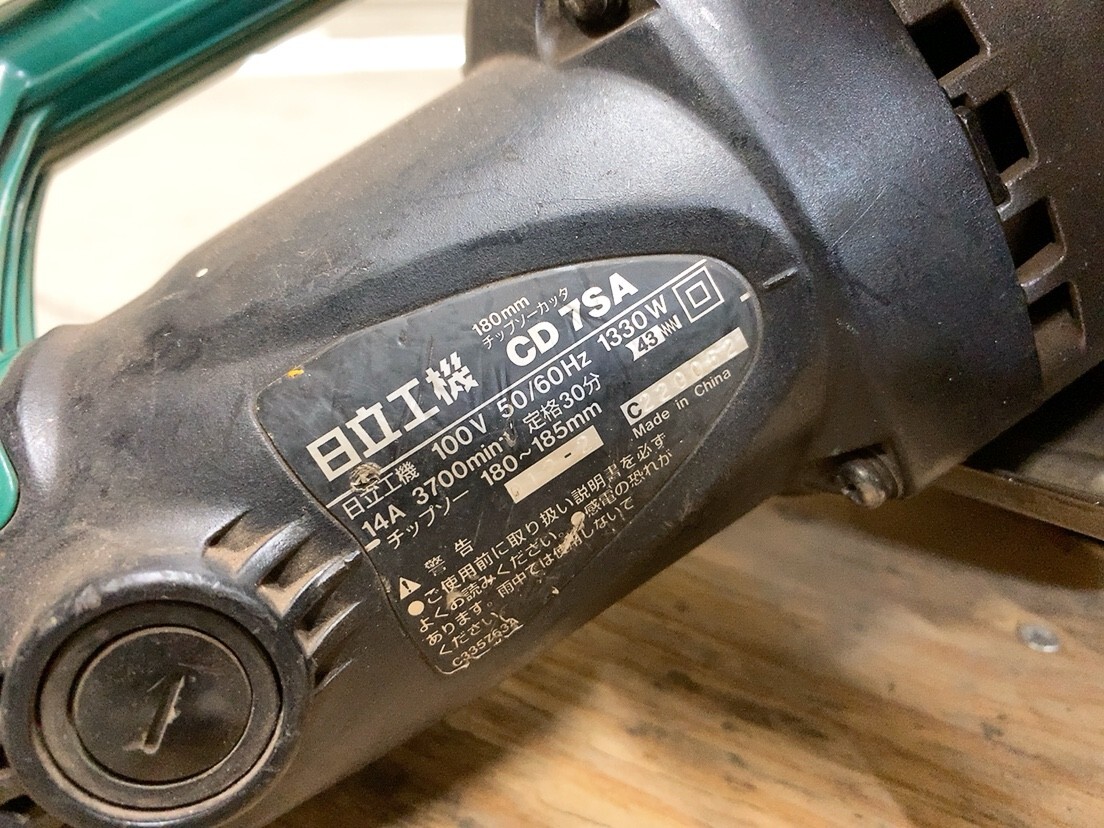 180mm
チップソーカッタ
日立工機 CD 7SA
日立工機 100V 50/60Hz 1330W
14A 3700min⁻¹ 定格30分 43
チップソー 180~185mm
C220052
Made in China
警告
●ご使用前に取り扱い説明書を必ず
よくお読みください。●感電の恐れが
あります。雨中では使用しないで
ください。